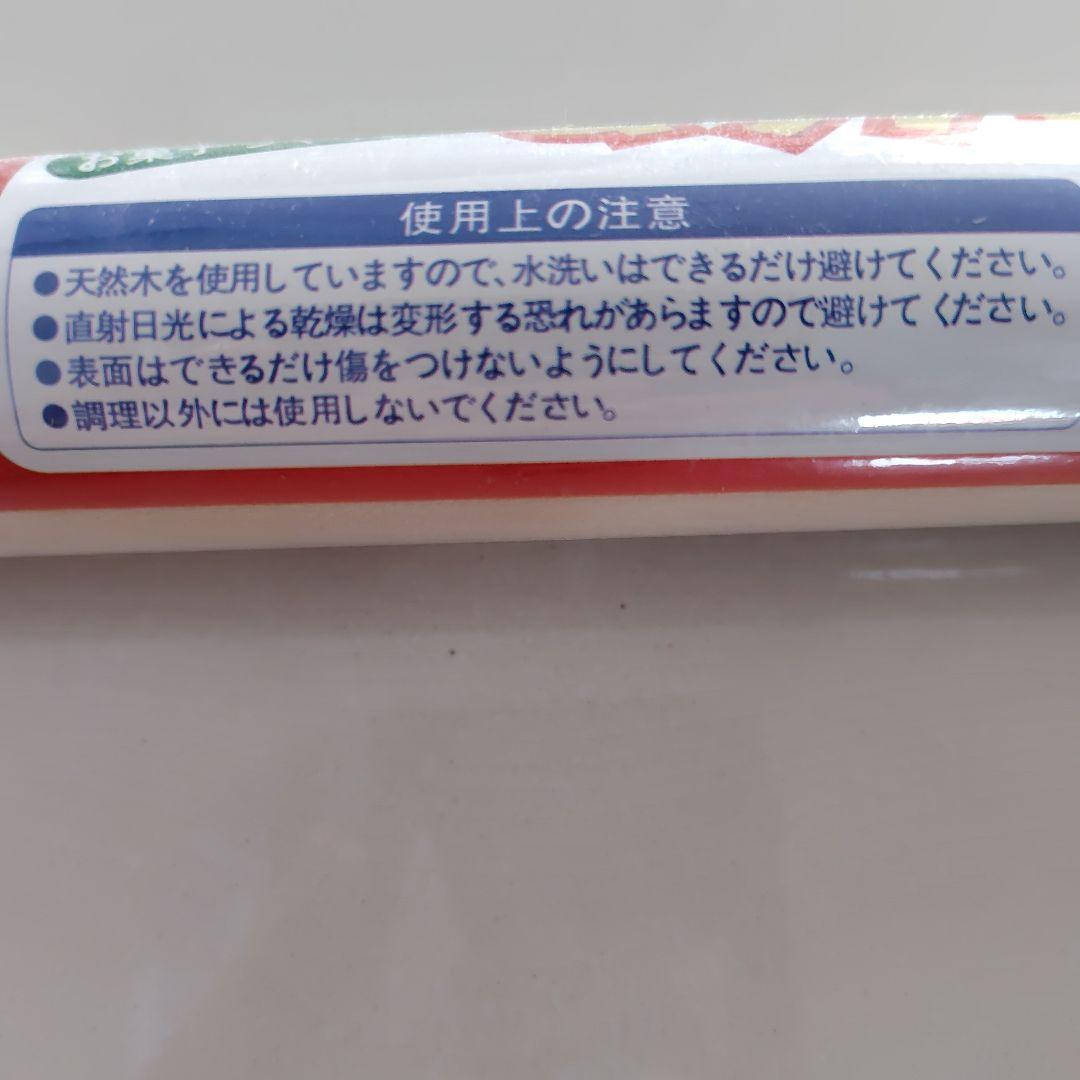 使用上の注意
●天然木を使用していますので、水洗いはできるだけ避けてください。
●直射日光による乾燥は変形する恐れがあらますので避けてください。
●表面はできるだけ傷をつけないようにしてください。
●調理以外には使用しないでください。